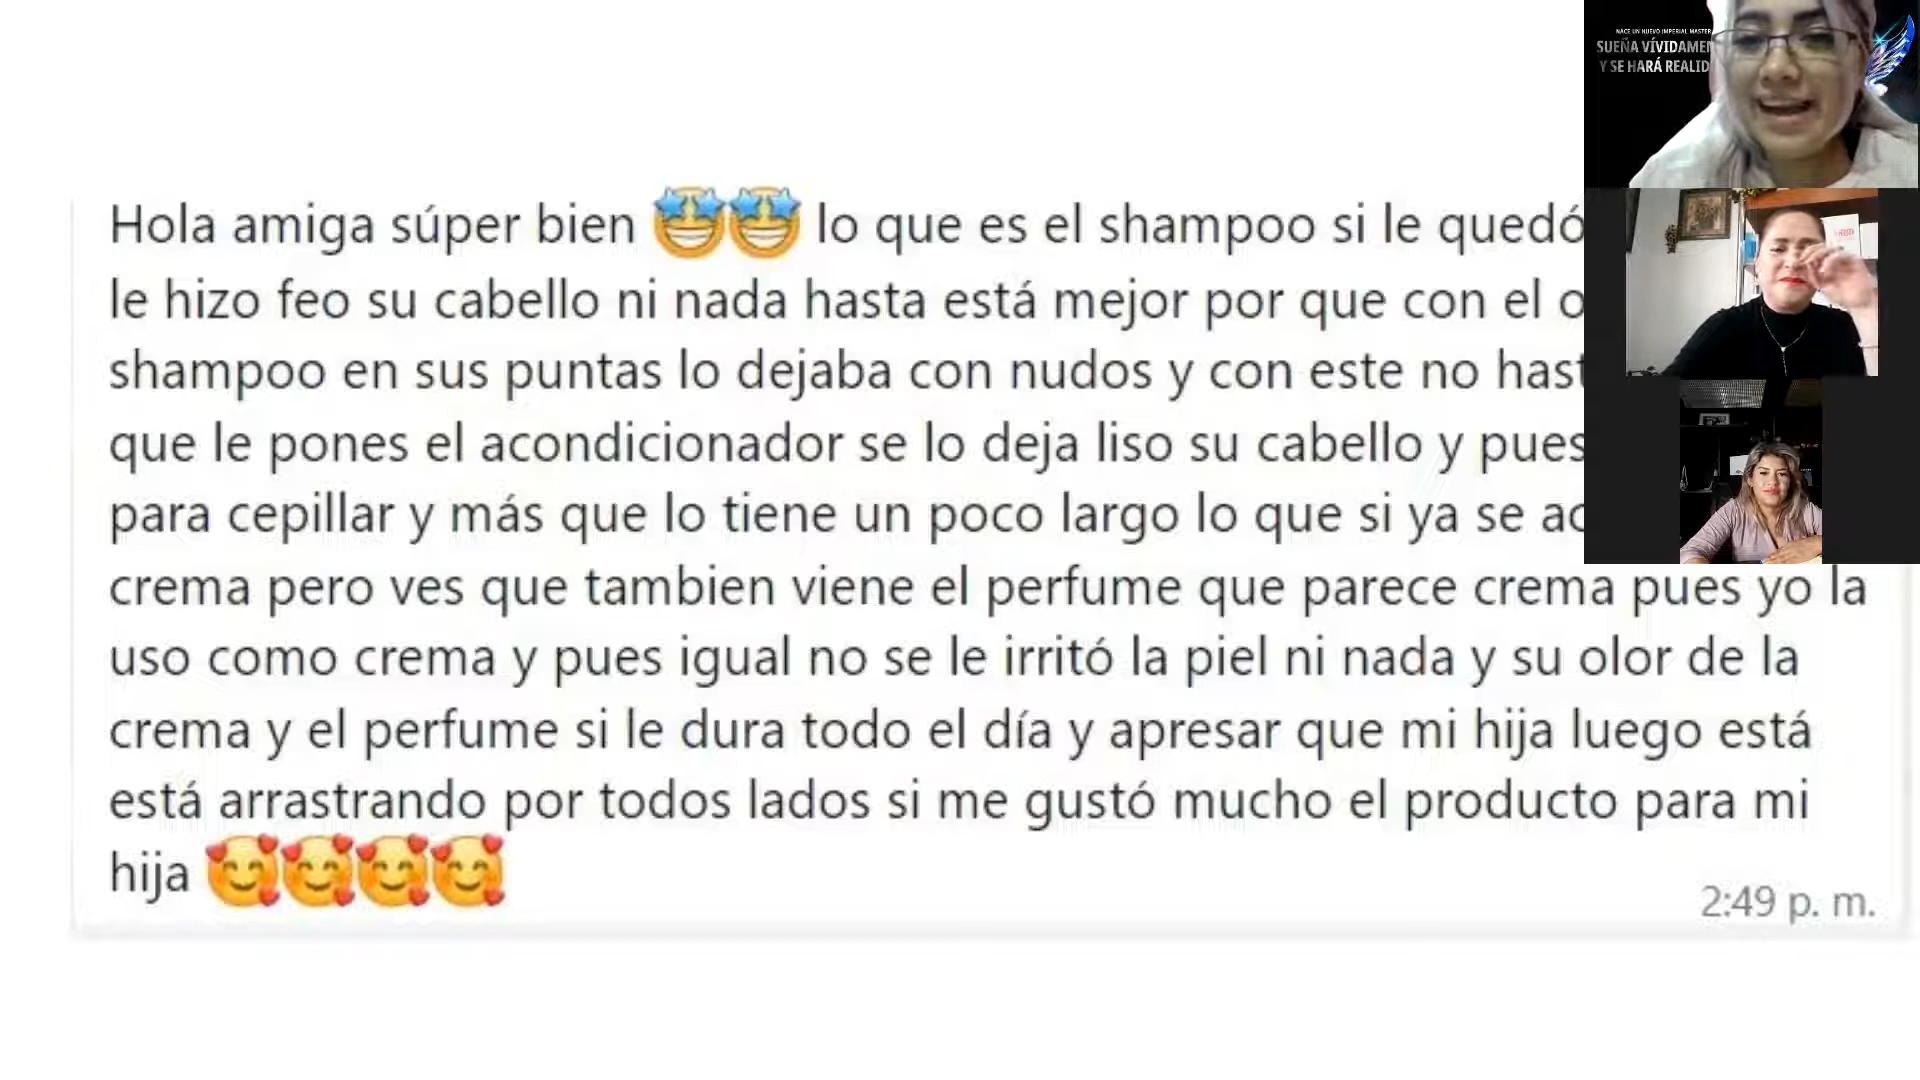 NACE UN NUEVO IMPERIAL MASTER
SUEÑA VÍVIDAMEN
Y SE HARÁ REALID
Hola amiga súper bien 🤩🤩 lo que es el shampoo si le quedó
le hizo feo su cabello ni nada hasta está mejor por que con el o
shampoo en sus puntas lo dejaba con nudos y con este no hast
que le pones el acondicionador se lo deja liso su cabello y pues
para cepillar y más que lo tiene un poco largo lo que si ya se ac
crema pero ves que tambien viene el perfume que parece crema pues yo la
uso como crema y pues igual no se le irritó la piel ni nada y su olor de la
crema y el perfume si le dura todo el día y apresar que mi hija luego está
está arrastrando por todos lados si me gustó mucho el producto para mi
hija 🥰🥰🥰🥰
2:49 p. m.